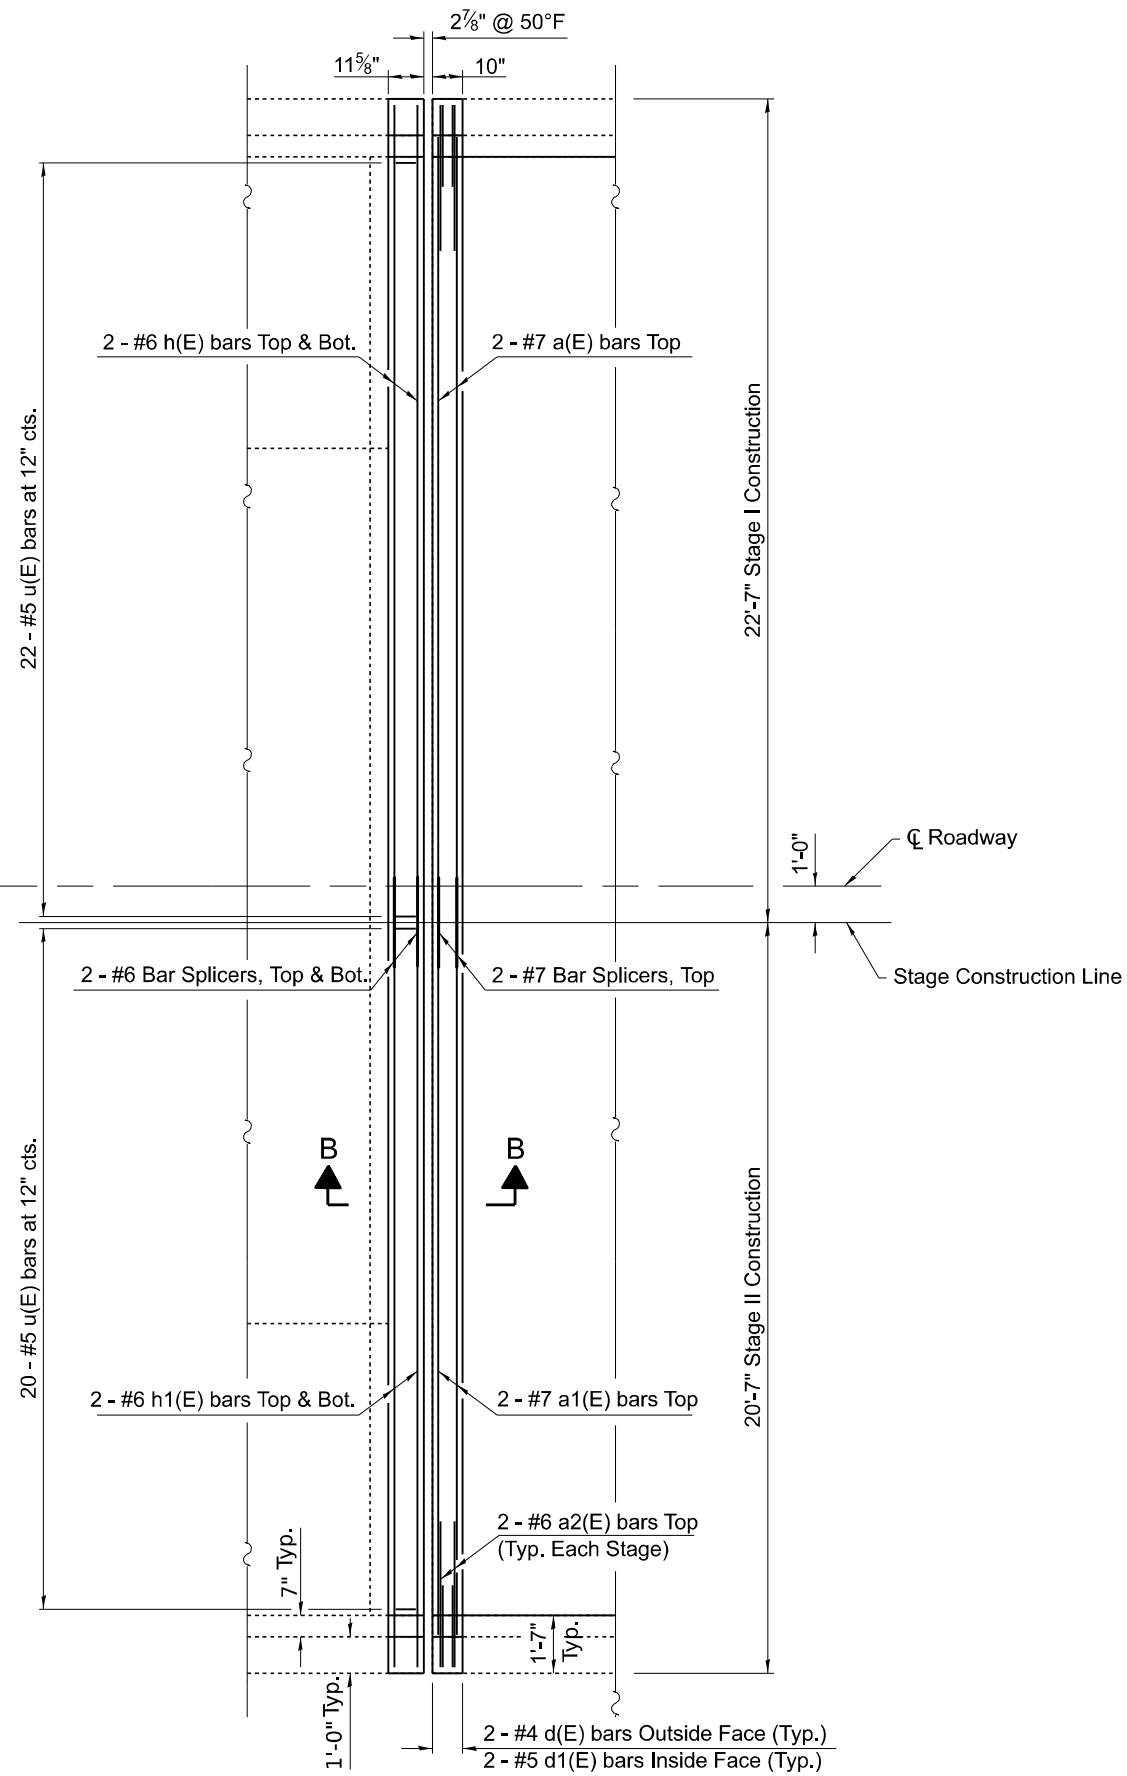 2⅞" @ 50°F
11⅝"
10"
2 - #6 h(E) bars Top & Bot.
2 - #7 a(E) bars Top
22 - #5 u(E) bars at 12" cts.
22'-7" Stage I Construction
1'-0"
℄ Roadway
2 - #6 Bar Splicers, Top & Bot.
2 - #7 Bar Splicers, Top
Stage Construction Line
B
B
20 - #5 u(E) bars at 12" cts.
20'-7" Stage II Construction
2 - #6 h1(E) bars Top & Bot.
2 - #7 a1(E) bars Top
2 - #6 a2(E) bars Top
(Typ. Each Stage)
7" Typ.
1'-7"
Typ.
1'-0" Typ.
2 - #4 d(E) bars Outside Face (Typ.)
2 - #5 d1(E) bars Inside Face (Typ.)